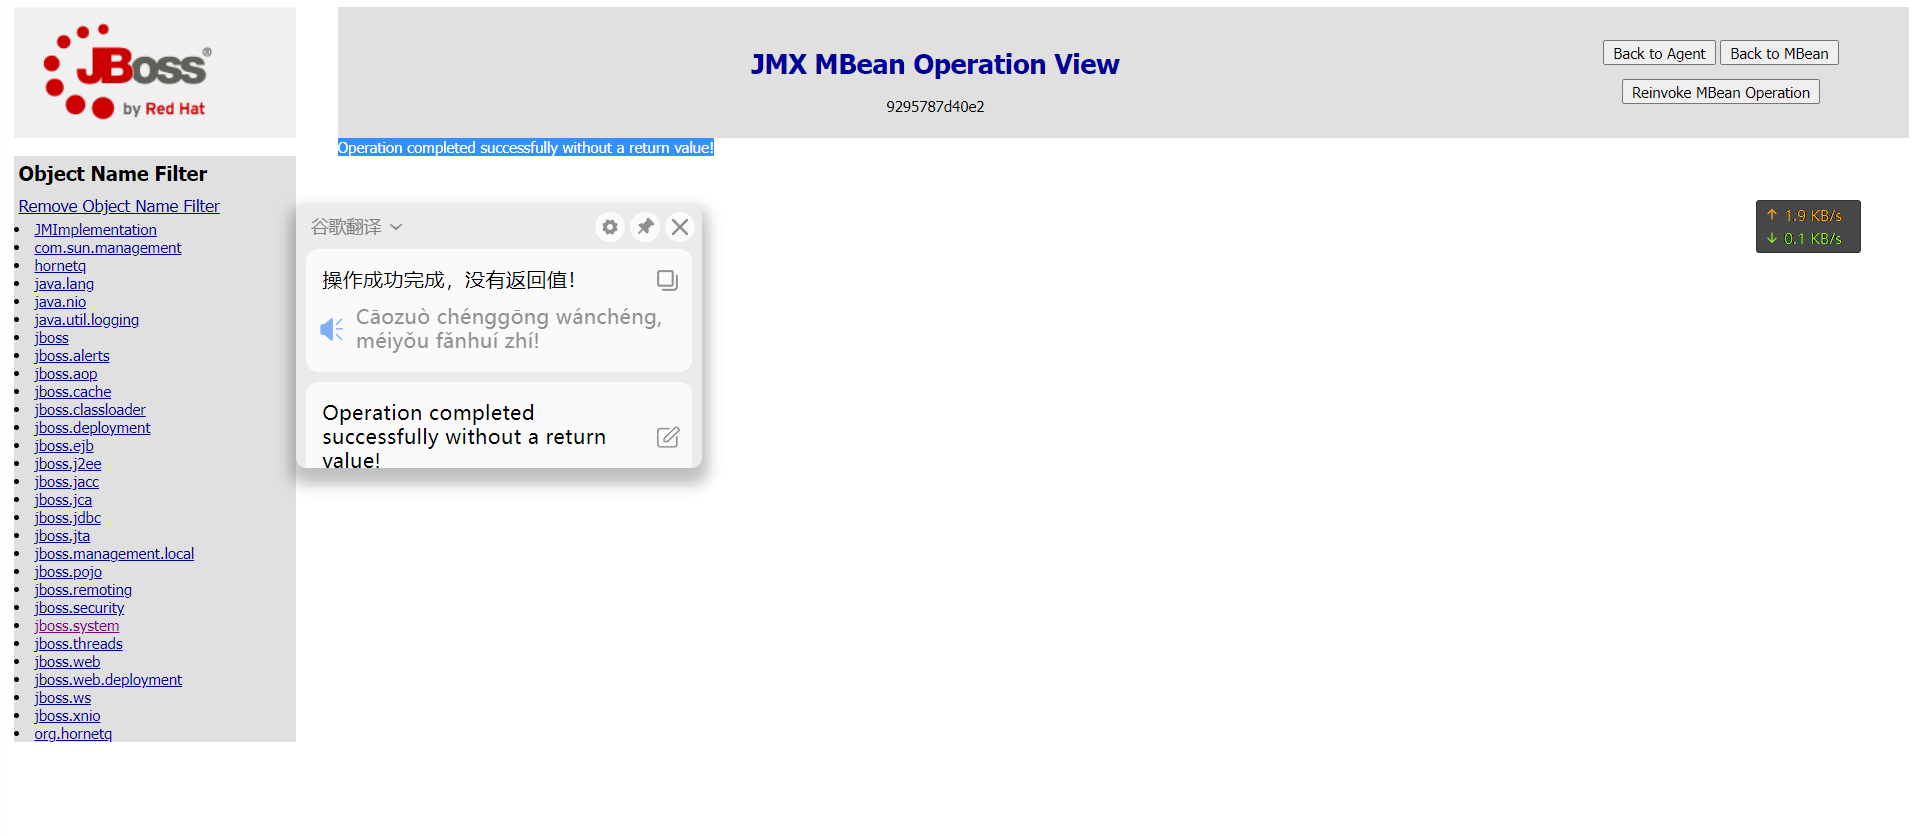 JBoss®
by Red Hat
JMX MBean Operation View
9295787d40e2
Back to Agent
Back to MBean
Reinvoke MBean Operation
Operation completed successfully without a return value!
Object Name Filter
Remove Object Name Filter
JMImplementation
com.sun.management
hornetq
java.lang
java.nio
java.util.logging
jboss
jboss.alerts
jboss.aop
jboss.cache
jboss.classloader
jboss.deployment
jboss.ejb
jboss.j2ee
jboss.jacc
jboss.jca
jboss.jdbc
jboss.jta
jboss.management.local
jboss.pojo
jboss.remoting
jboss.security
jboss.system
jboss.threads
jboss.web
jboss.web.deployment
jboss.ws
jboss.xnio
org.hornetq
谷歌翻译
操作成功完成，没有返回值！
Cāozuò chénggōng wánchéng,
méiyǒu fǎnhuí zhí!
Operation completed
successfully without a return
value!
↑ 1.9 KB/s
↓ 0.1 KB/s